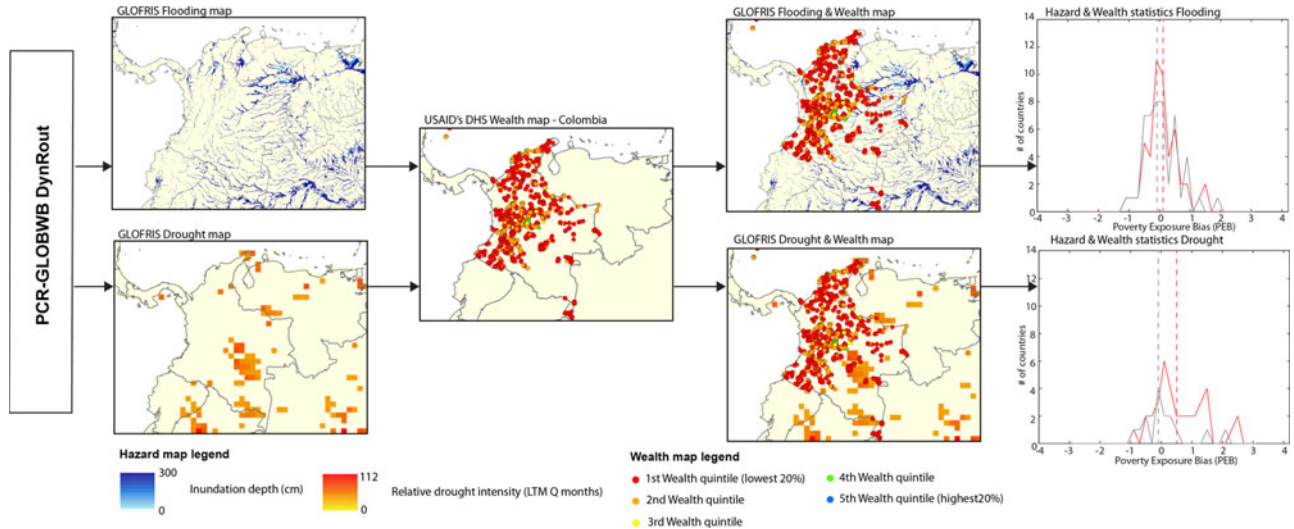 GLOFRIS Flooding map
GLOFRIS Flooding & Wealth map
Hazard & Wealth statistics Flooding
14
12
10
8
6
4
2
0
# of countries
-4 -3 -2 -1 0 1 2 3 4
Poverty Exposure Bias (PEB)
PCR-GLOBWB DynRout
USAID's DHS Wealth map - Colombia
GLOFRIS Drought map
GLOFRIS Drought & Wealth map
Hazard & Wealth statistics Drought
14
12
10
8
6
4
2
0
# of countries
-4 -3 -2 -1 0 1 2 3 4
Poverty Exposure Bias (PEB)
Hazard map legend
300
0
Inundation depth (cm)
112
0
Relative drought intensity (LTM Q months)
Wealth map legend
1st Wealth quintile (lowest 20%)
2nd Wealth quintile
3rd Wealth quintile
4th Wealth quintile
5th Wealth quintile (highest20%)